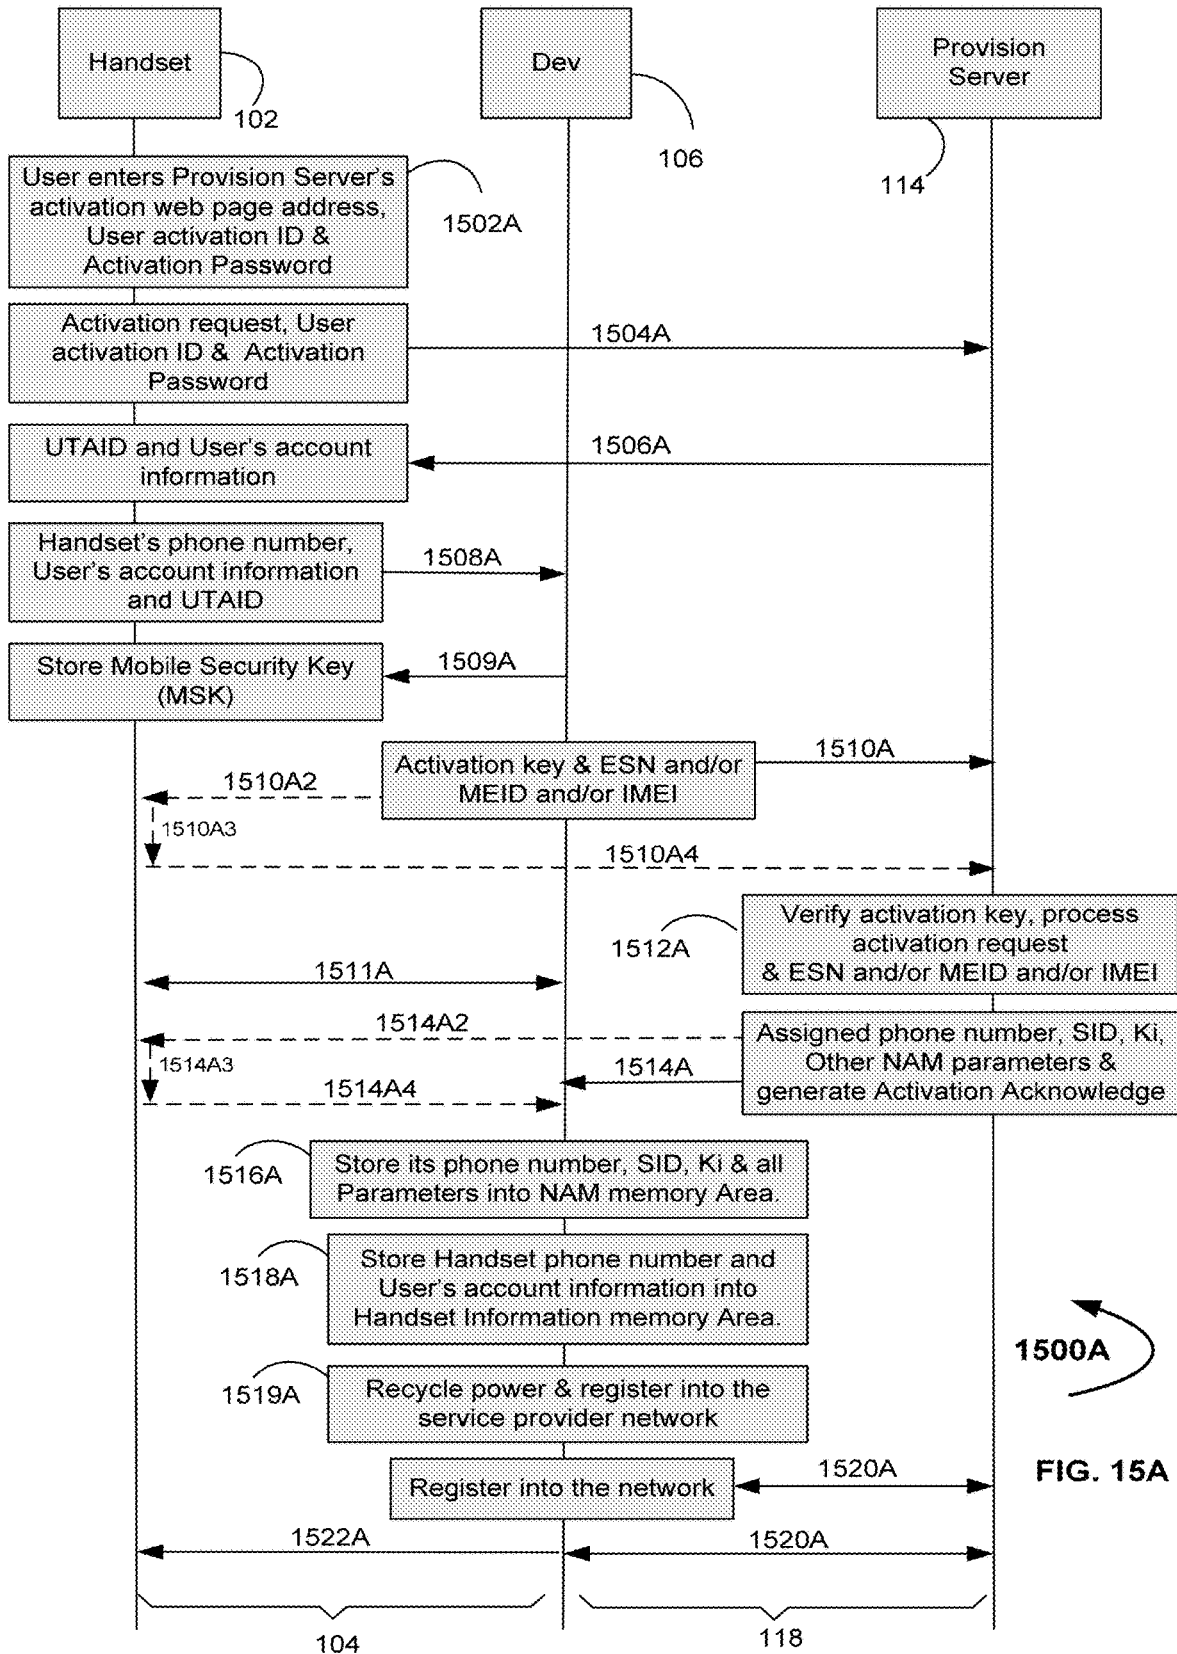 Handset
Dev
Provision
Server
102
106
114
User enters Provision Server's
activation web page address,
User activation ID &
Activation Password
1502A
Activation request, User
activation ID & Activation
Password
1504A
UTAID and User's account
information
1506A
Handset's phone number,
User's account information
and UTAID
1508A
Store Mobile Security Key
(MSK)
1509A
Activation key & ESN and/or
MEID and/or IMEI
1510A
1510A2
1510A3
1510A4
Verify activation key, process
activation request
& ESN and/or MEID and/or IMEI
1512A
1511A
1514A2
Assigned phone number, SID, Ki,
Other NAM parameters &
generate Activation Acknowledge
1514A3
1514A
1514A4
Store its phone number, SID, Ki & all
Parameters into NAM memory Area.
1516A
Store Handset phone number and
User's account information into
Handset Information memory Area.
1518A
1500A
Recycle power & register into the
service provider network
1519A
Register into the network
1520A
FIG. 15A
1522A
1520A
104
118